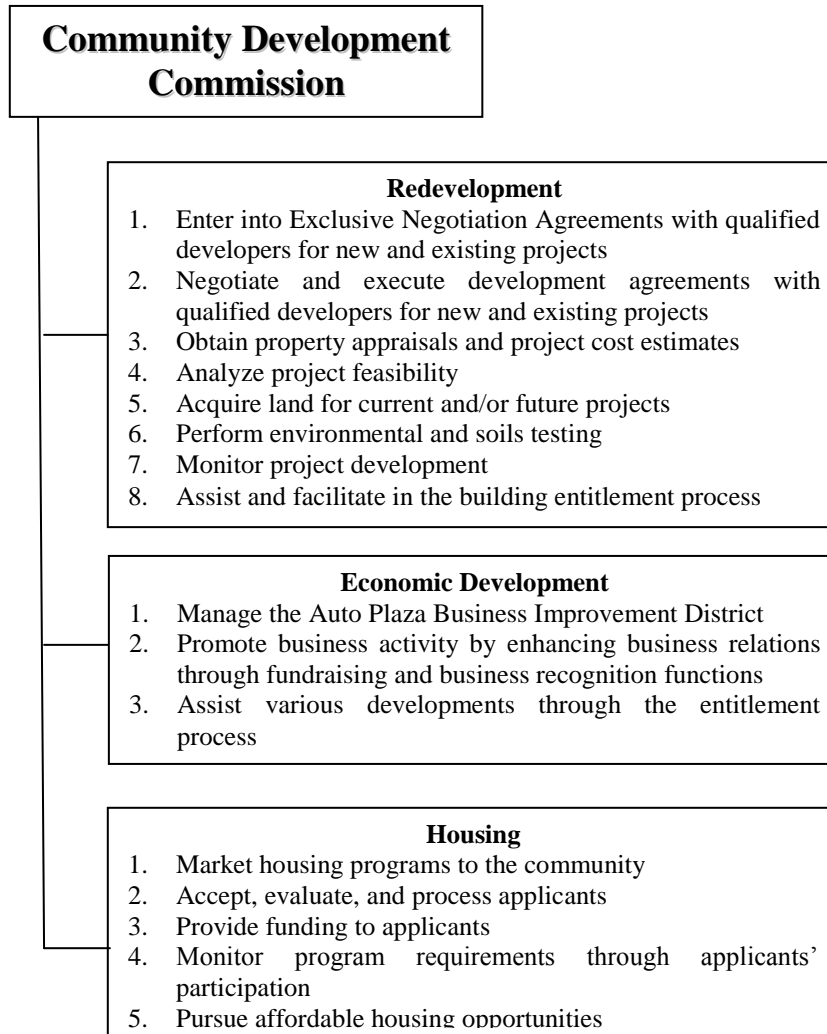 Community Development
Commission
Redevelopment
1. Enter into Exclusive Negotiation Agreements with qualified
developers for new and existing projects
2. Negotiate and execute development agreements with
qualified developers for new and existing projects
3. Obtain property appraisals and project cost estimates
4. Analyze project feasibility
5. Acquire land for current and/or future projects
6. Perform environmental and soils testing
7. Monitor project development
8. Assist and facilitate in the building entitlement process
Economic Development
1. Manage the Auto Plaza Business Improvement District
2. Promote business activity by enhancing business relations
through fundraising and business recognition functions
3. Assist various developments through the entitlement
process
Housing
1. Market housing programs to the community
2. Accept, evaluate, and process applicants
3. Provide funding to applicants
4. Monitor program requirements through applicants’
participation
5. Pursue affordable housing opportunities